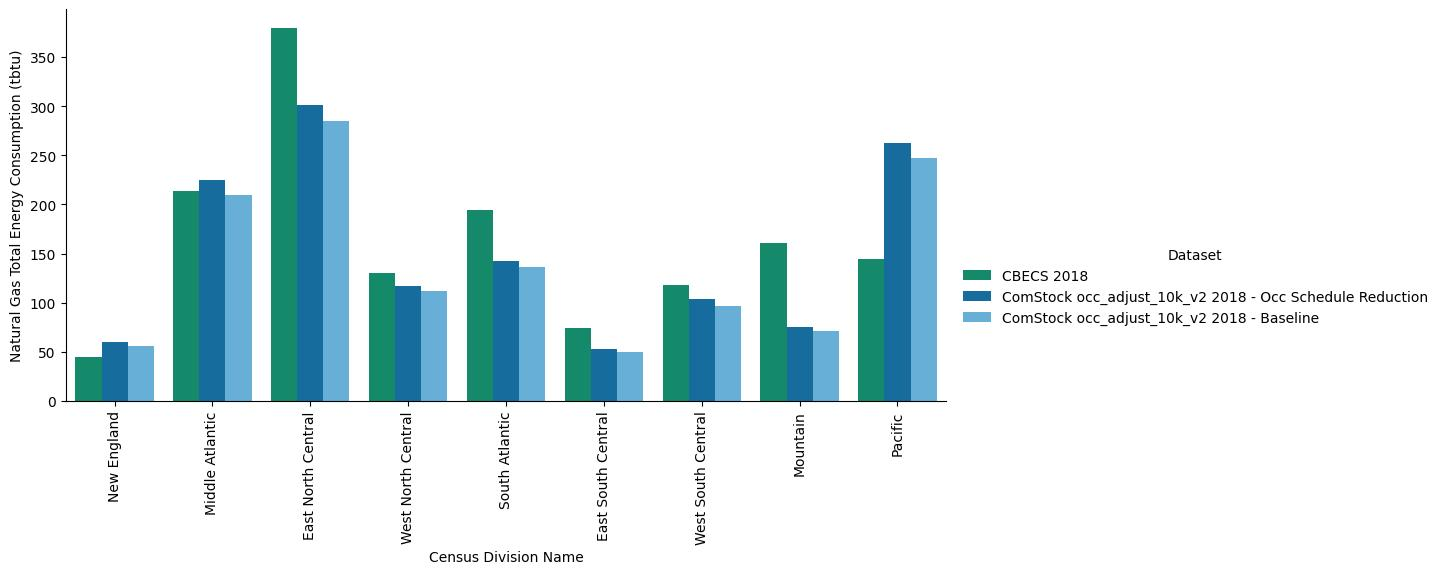 Natural Gas Total Energy Consumption (tbtu)
350
300
250
200
150
100
50
0
New England
Middle Atlantic
East North Central
West North Central
South Atlantic
East South Central
West South Central
Mountain
Pacific
Census Division Name
Dataset
CBECS 2018
ComStock occ_adjust_10k_v2 2018 - Occ Schedule Reduction
ComStock occ_adjust_10k_v2 2018 - Baseline